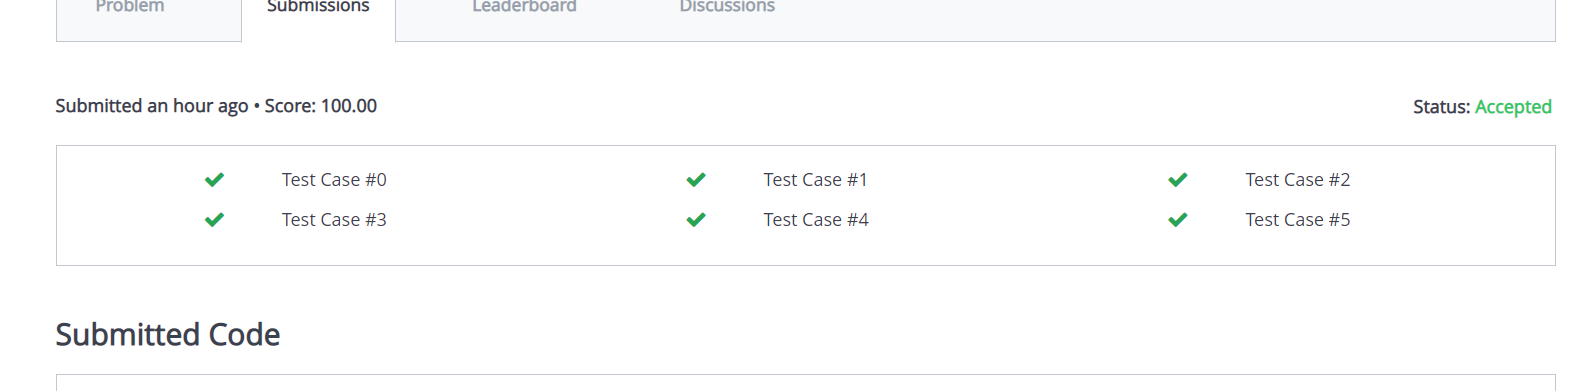 Problem Submissions Leaderboard Discussions
Submitted an hour ago • Score: 100.00 Status: Accepted
Test Case #0 Test Case #1 Test Case #2
Test Case #3 Test Case #4 Test Case #5
Submitted Code